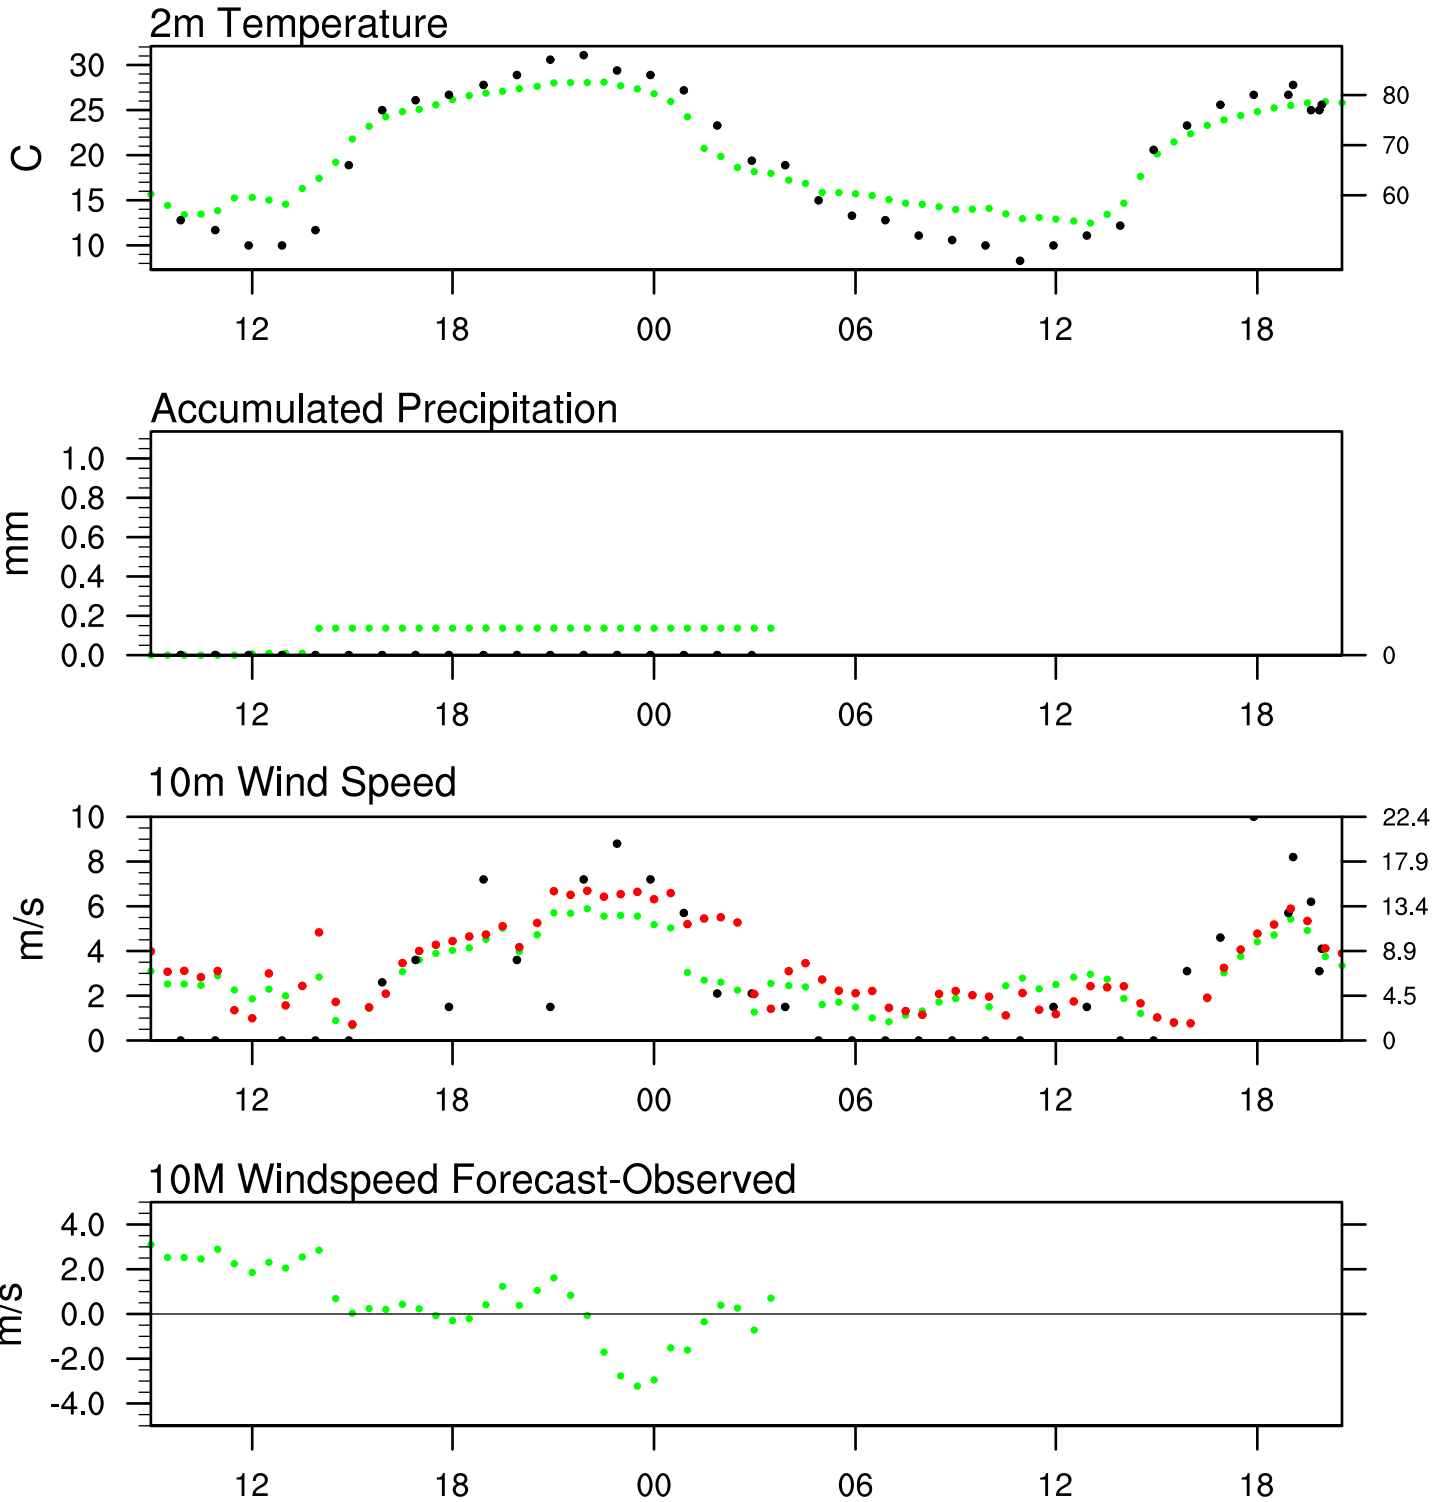 2m Temperature
30
25
20
15
10
C
80
70
60
12 18 00 06 12 18
Accumulated Precipitation
1.0
0.8
0.6
0.4
0.2
0.0
mm
0
12 18 00 06 12 18
10m Wind Speed
10
8
6
4
2
0
m/s
22.4
17.9
13.4
8.9
4.5
0
12 18 00 06 12 18
10M Windspeed Forecast-Observed
4.0
2.0
0.0
-2.0
-4.0
m/s
12 18 00 06 12 18